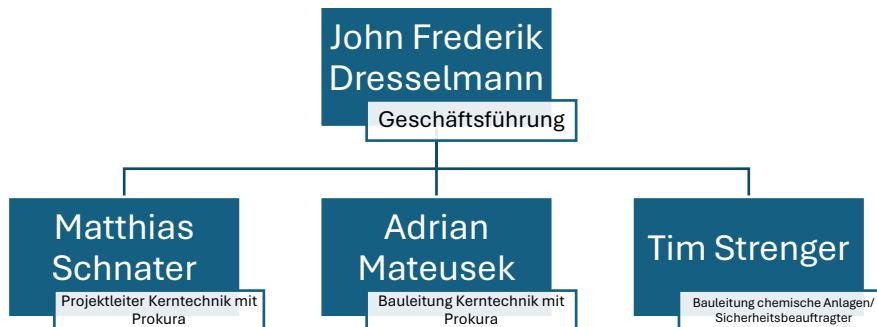 John Frederik
Dresselmann
Geschäftsführung
Matthias
Schnater
Projektleiter Kerntechnik mit
Prokura
Adrian
Mateusek
Bauleitung Kerntechnik mit
Prokura
Tim Strenger
Bauleitung chemische Anlagen/
Sicherheitsbeauftragter